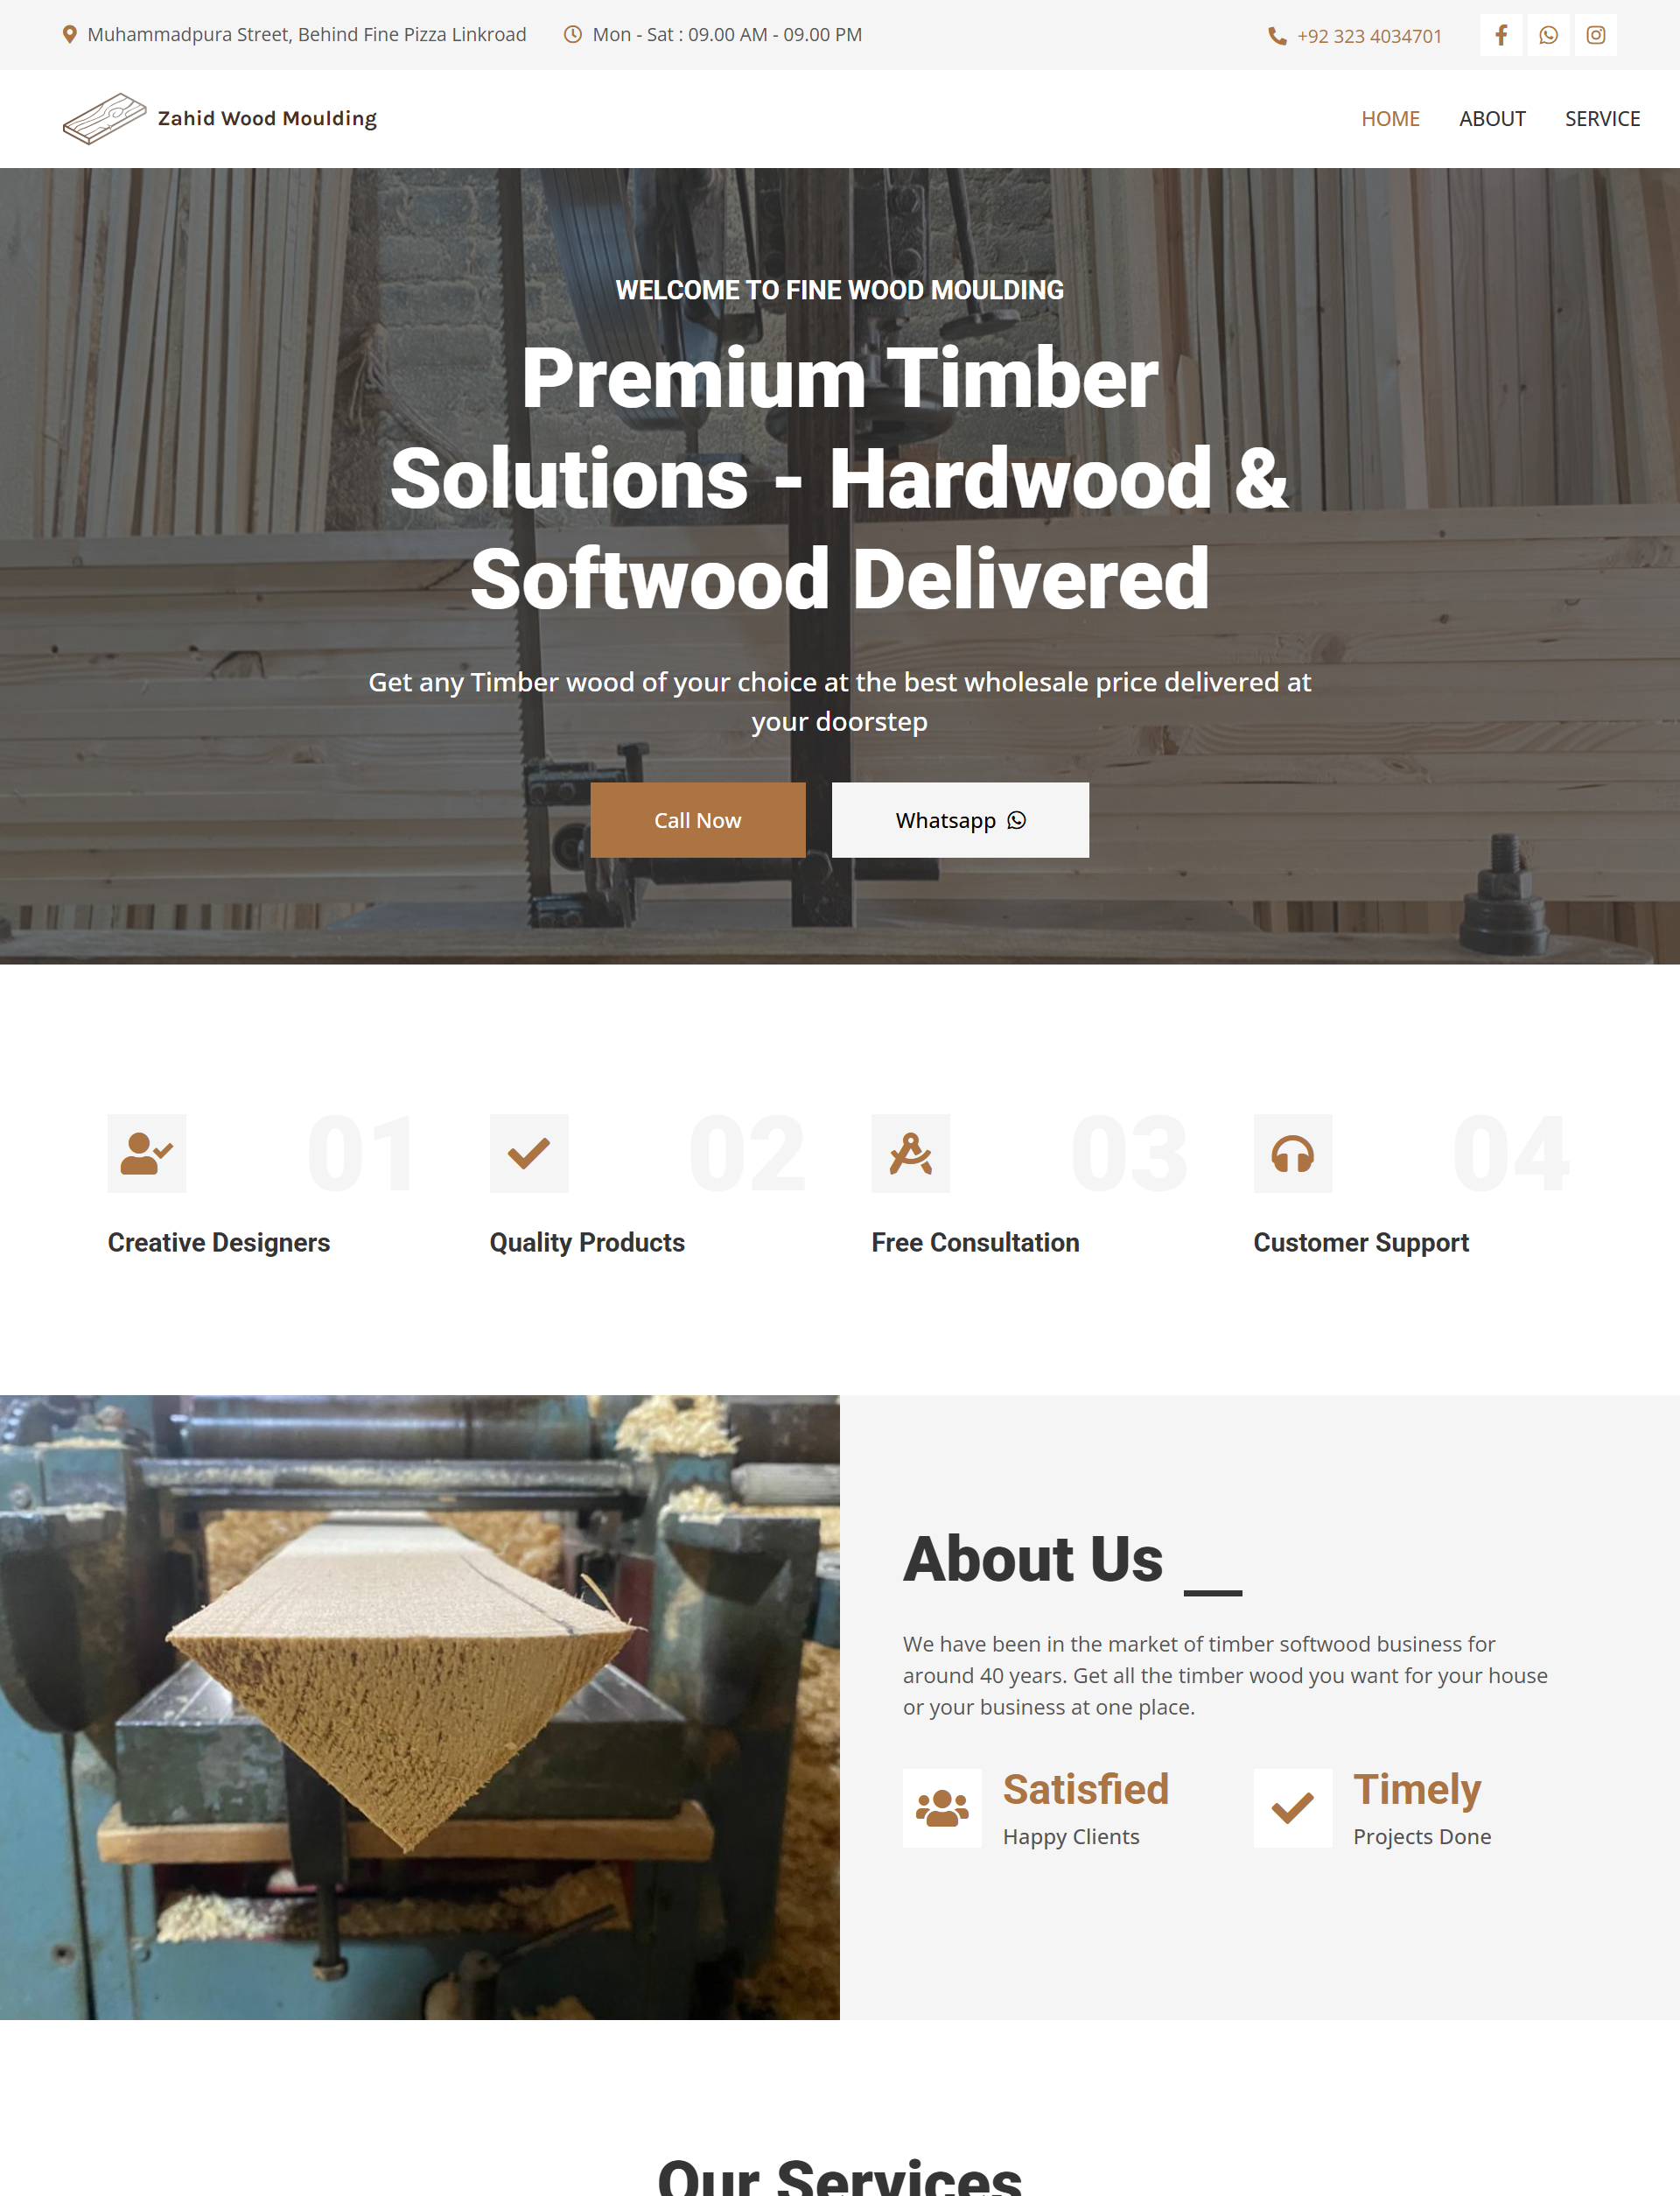 Muhammadpura Street, Behind Fine Pizza Linkroad
Mon - Sat : 09.00 AM - 09.00 PM
+92 323 4034701
Zahid Wood Moulding
HOME
ABOUT
SERVICE
WELCOME TO FINE WOOD MOULDING
Premium Timber
Solutions - Hardwood &
Softwood Delivered
Get any Timber wood of your choice at the best wholesale price delivered at
your doorstep
Call Now
Whatsapp
01
02
03
04
Creative Designers
Quality Products
Free Consultation
Customer Support
About Us
We have been in the market of timber softwood business for
around 40 years. Get all the timber wood you want for your house
or your business at one place.
Satisfied
Happy Clients
Timely
Projects Done
Our Services